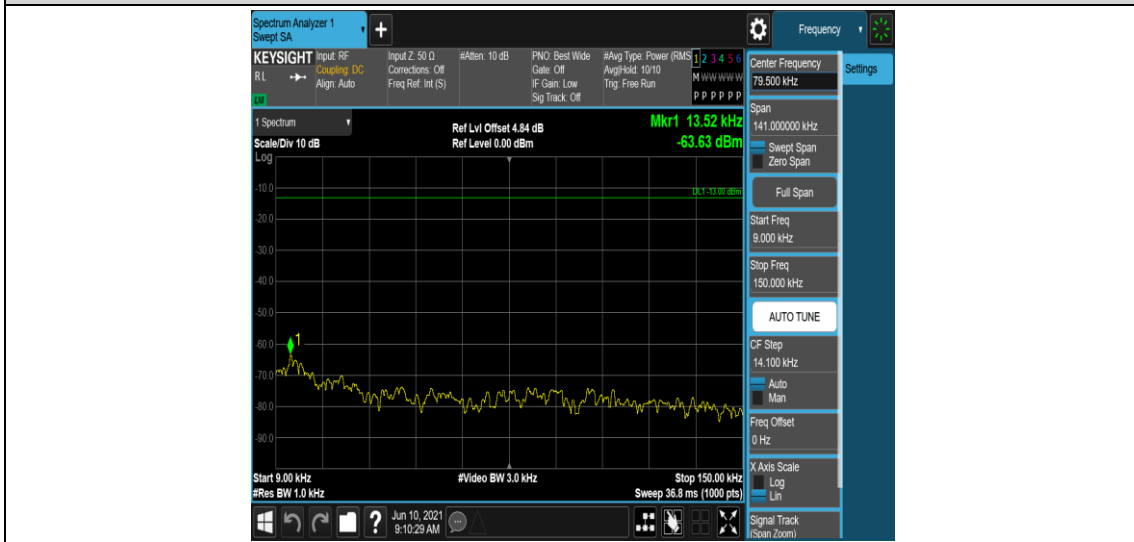 Spectrum Analyzer 1
Swept SA
+
Frequency
KEYSIGHT
RL
Input: RF
Coupling: DC
Align: Auto
Input Z: 50 Ω
Corrections: Off
Freq Ref: Int (S)
#Atten: 10 dB
PNO: Best Wide
Gate: Off
IF Gain: Low
Sig Track: Off
#Avg Type: Power (RMS
Avg|Hold: 10/10
Trig: Free Run
1 2 3 4 5 6
M W W W W W
P P P P P P
Center Frequency
79.500 kHz
Settings
Span
141.000000 kHz
Swept Span
Zero Span
Full Span
Start Freq
9.000 kHz
Stop Freq
150.000 kHz
AUTO TUNE
CF Step
14.100 kHz
Auto
Man
Freq Offset
0 Hz
X Axis Scale
Log
Lin
Signal Track
(Span Zoom)
1 Spectrum
Scale/Div 10 dB
Ref Lvl Offset 4.84 dB
Ref Level 0.00 dBm
Mkr1 13.52 kHz
-63.63 dBm
Log
DL1 -13.00 dBm
-10.0
-20.0
-30.0
-40.0
-50.0
-60.0
1
-70.0
-80.0
-90.0
Start 9.00 kHz
#Video BW 3.0 kHz
Stop 150.00 kHz
#Res BW 1.0 kHz
Sweep 36.8 ms (1000 pts)
?
Jun 10, 2021
9:10:29 AM